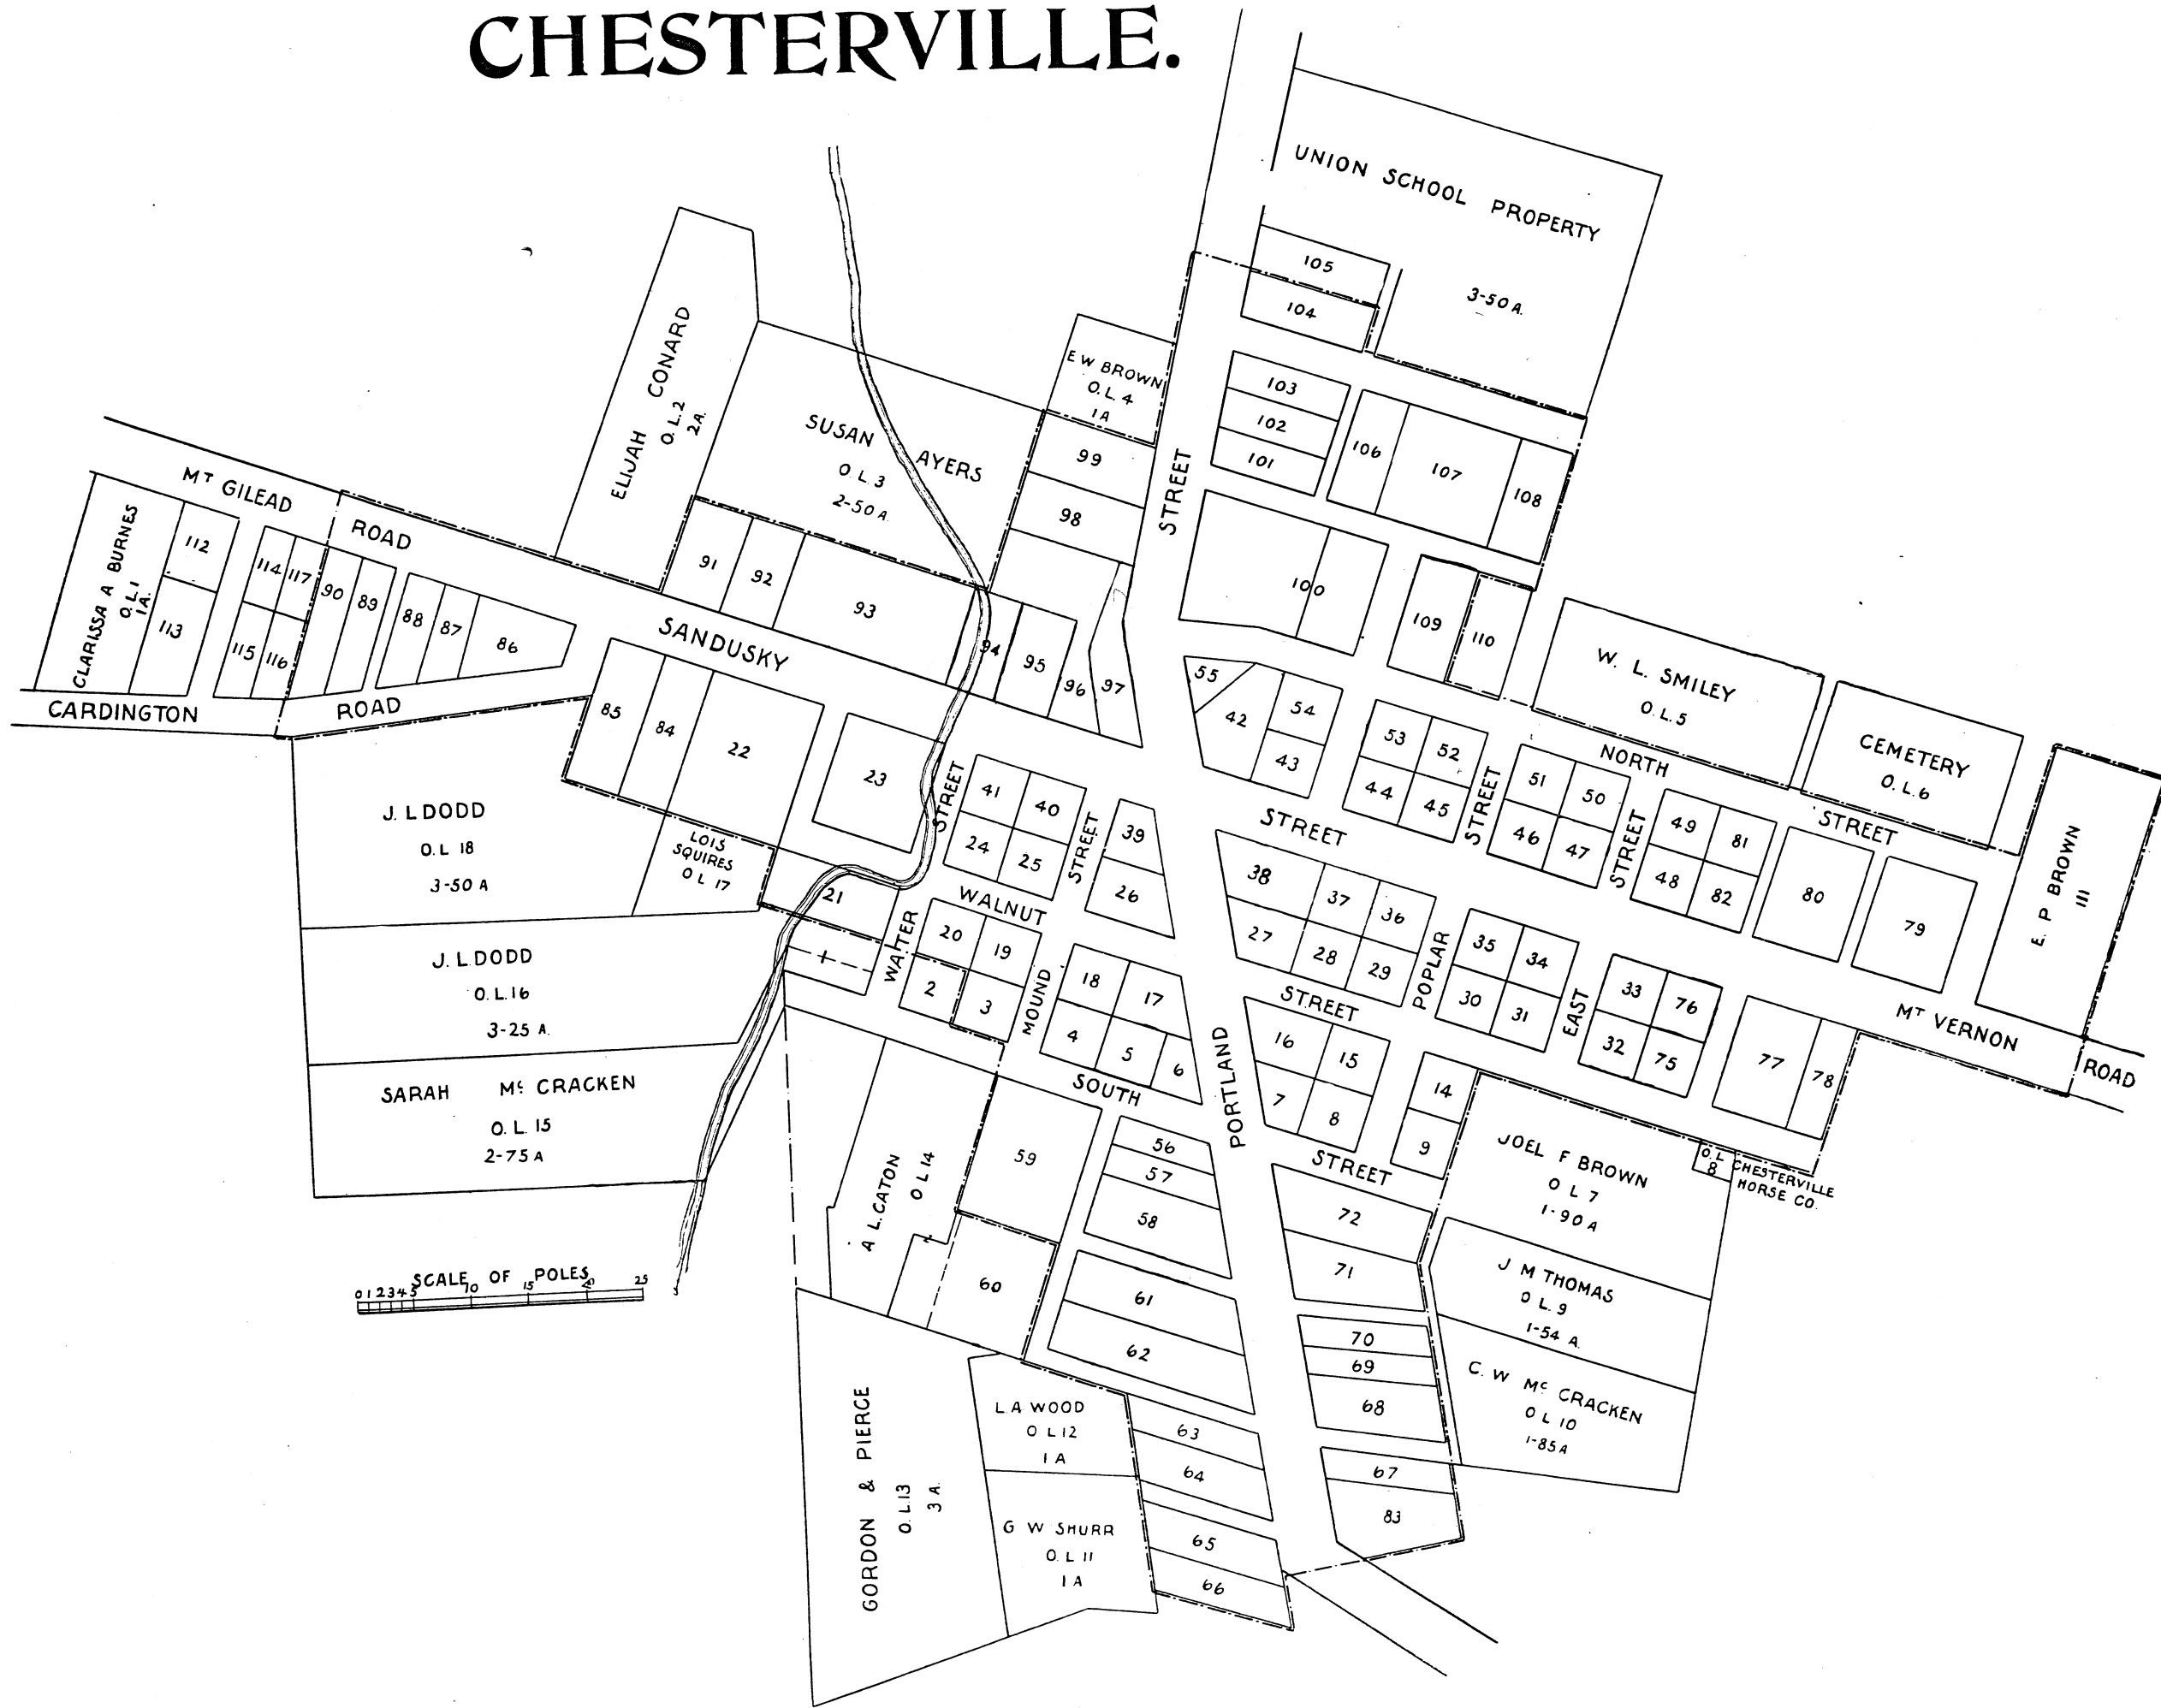 CHESTERVILLE.
UNION SCHOOL PROPERTY
3-50 A.
105
104
ELIJAH CONARD
O.L.2
2A.
E W BROWN
O.L.4
1A
103
102
101
106
107
108
SUSAN AYERS
O L.3
2-50 A.
99
98
STREET
MT GILEAD ROAD
CLARISSA A BURNES
O.L.1
1A.
112
113
114
117
115
116
90
89
88
87
86
91
92
93
94
95
96
97
100
109
110
SANDUSKY
CARDINGTON ROAD
85
84
22
23
55
42
54
43
53
52
44
45
W. L. SMILEY
O.L.5
NORTH STREET
CEMETERY
O.L.6
E. P BROWN
111
J. L DODD
O.L 18
3-50 A
LOIS
SQUIRES
O L 17
21
1
STREET
41
40
24
25
STREET
39
26
STREET
STREET
51
50
46
47
STREET
49
81
48
82
80
79
38
37
36
27
28
29
WALNUT STREET
WATER
20
19
2
3
MOUND
18
17
4
5
6
POPLAR
35
34
30
31
EAST
33
76
32
75
77
78
MT VERNON ROAD
J. L. DODD
O.L.16
3-25 A.
SARAH Mc CRACKEN
O.L.15
2-75 A
SOUTH STREET
PORTLAND
16
15
7
8
14
9
JOEL F BROWN
O L 7
1-90 A
O.L
8
CHESTERVILLE
HORSE CO.
A L. CATON
O L 14
59
60
56
57
58
61
62
72
71
J M THOMAS
O L.9
1-54 A.
SCALE OF POLES
0 1 2 3 4 5 10 15 20 25
70
69
68
C. W Mc CRACKEN
O L 10
1-85 A
GORDON & PIERCE
O.L.13
3 A.
L A WOOD
O L 12
1 A
G W SHURR
O.L 11
1 A
63
64
65
66
67
83